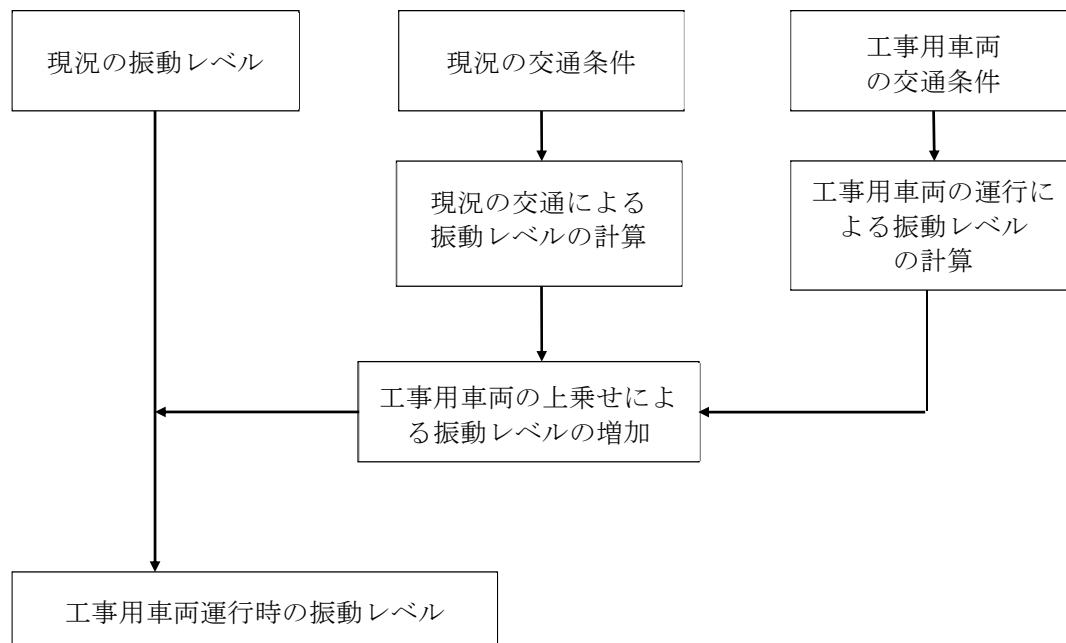 現況の振動レベル
現況の交通条件
工事用車両
の交通条件
現況の交通による
振動レベルの計算
工事用車両の運行に
よる振動レベル
の計算
工事用車両の上乗せによ
る振動レベルの増加
工事用車両運行時の振動レベル